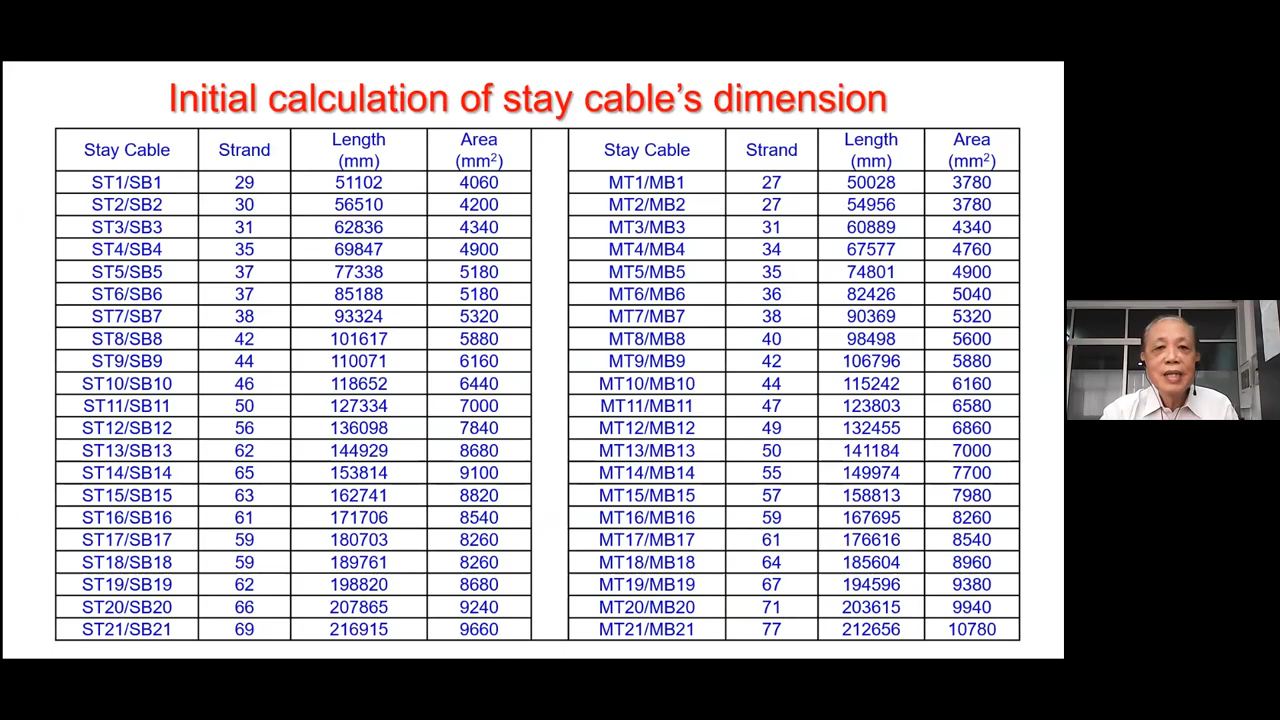 Initial calculation of stay cable's dimension
Stay Cable Strand Length (mm) Area (mm²) Stay Cable Strand Length (mm) Area (mm²)
ST1/SB1 29 51102 4060 MT1/MB1 27 50028 3780
ST2/SB2 30 56510 4200 MT2/MB2 27 54956 3780
ST3/SB3 31 62836 4340 MT3/MB3 31 60889 4340
ST4/SB4 35 69847 4900 MT4/MB4 34 67577 4760
ST5/SB5 37 77338 5180 MT5/MB5 35 74801 4900
ST6/SB6 37 85188 5180 MT6/MB6 36 82426 5040
ST7/SB7 38 93324 5320 MT7/MB7 38 90369 5320
ST8/SB8 42 101617 5880 MT8/MB8 40 98498 5600
ST9/SB9 44 110071 6160 MT9/MB9 42 106796 5880
ST10/SB10 46 118652 6440 MT10/MB10 44 115242 6160
ST11/SB11 50 127334 7000 MT11/MB11 47 123803 6580
ST12/SB12 56 136098 7840 MT12/MB12 49 132455 6860
ST13/SB13 62 144929 8680 MT13/MB13 50 141184 7000
ST14/SB14 65 153814 9100 MT14/MB14 55 149974 7700
ST15/SB15 63 162741 8820 MT15/MB15 57 158813 7980
ST16/SB16 61 171706 8540 MT16/MB16 59 167695 8260
ST17/SB17 59 180703 8260 MT17/MB17 61 176616 8540
ST18/SB18 59 189761 8260 MT18/MB18 64 185604 8960
ST19/SB19 62 198820 8680 MT19/MB19 67 194596 9380
ST20/SB20 66 207865 9240 MT20/MB20 71 203615 9940
ST21/SB21 69 216915 9660 MT21/MB21 77 212656 10780